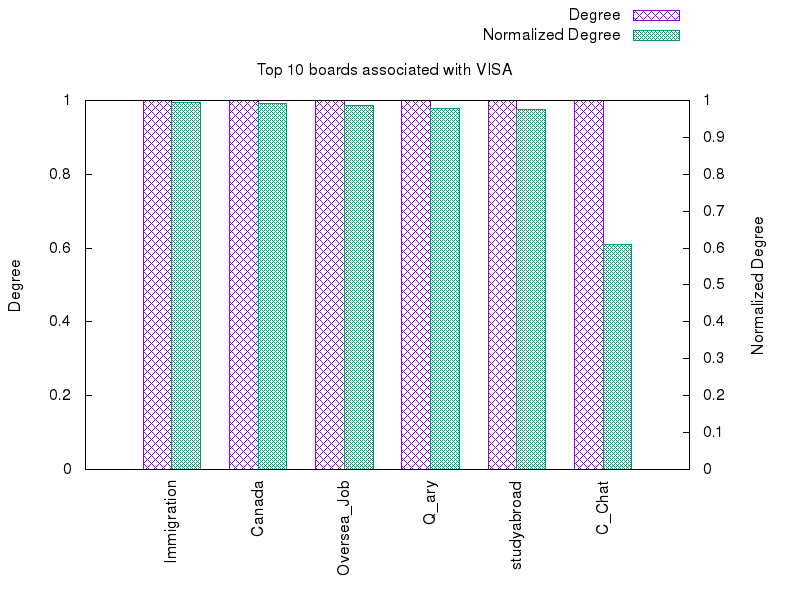 Degree
Normalized Degree
Top 10 boards associated with VISA
1
0.8
0.6
0.4
0.2
0
Degree
1
0.9
0.8
0.7
0.6
0.5
0.4
0.3
0.2
0.1
0
Normalized Degree
Immigration
Canada
Oversea_Job
Q_ary
studyabroad
C_Chat